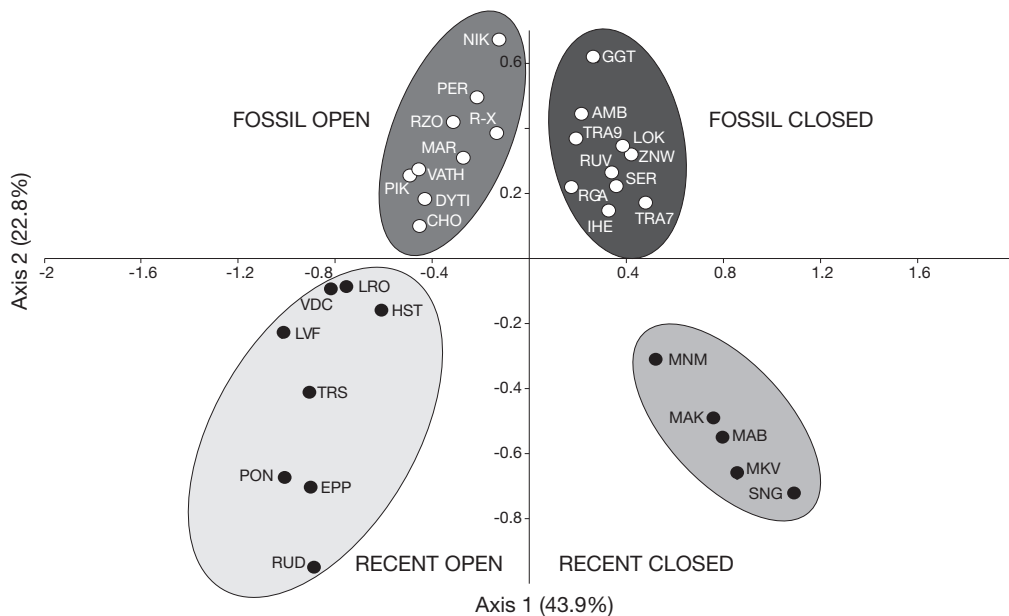 NIK
0.6
GGT
PER
RZO
R-X
AMB
FOSSIL OPEN
FOSSIL CLOSED
TRA9
LOK
MAR
ZNW
RUV
VATH
SER
PIK
0.2
RGA
DYTI
TRA7
CHO
IHE
Axis 2 (22.8%)
-2
-1.6
-1.2
-0.8
-0.4
0.4
0.8
1.2
1.6
LRO
VDC
HST
-0.2
LVF
MNM
-0.4
TRS
MAK
MAB
-0.6
PON
EPP
MKV
SNG
-0.8
RUD
RECENT OPEN
RECENT CLOSED
Axis 1 (43.9%)